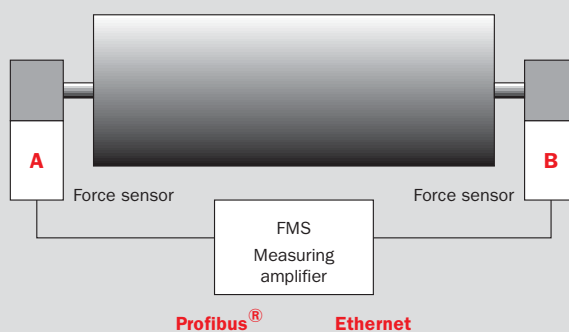 A
B
Force sensor
Force sensor
FMS
Measuring
amplifier
Profibus® Ethernet